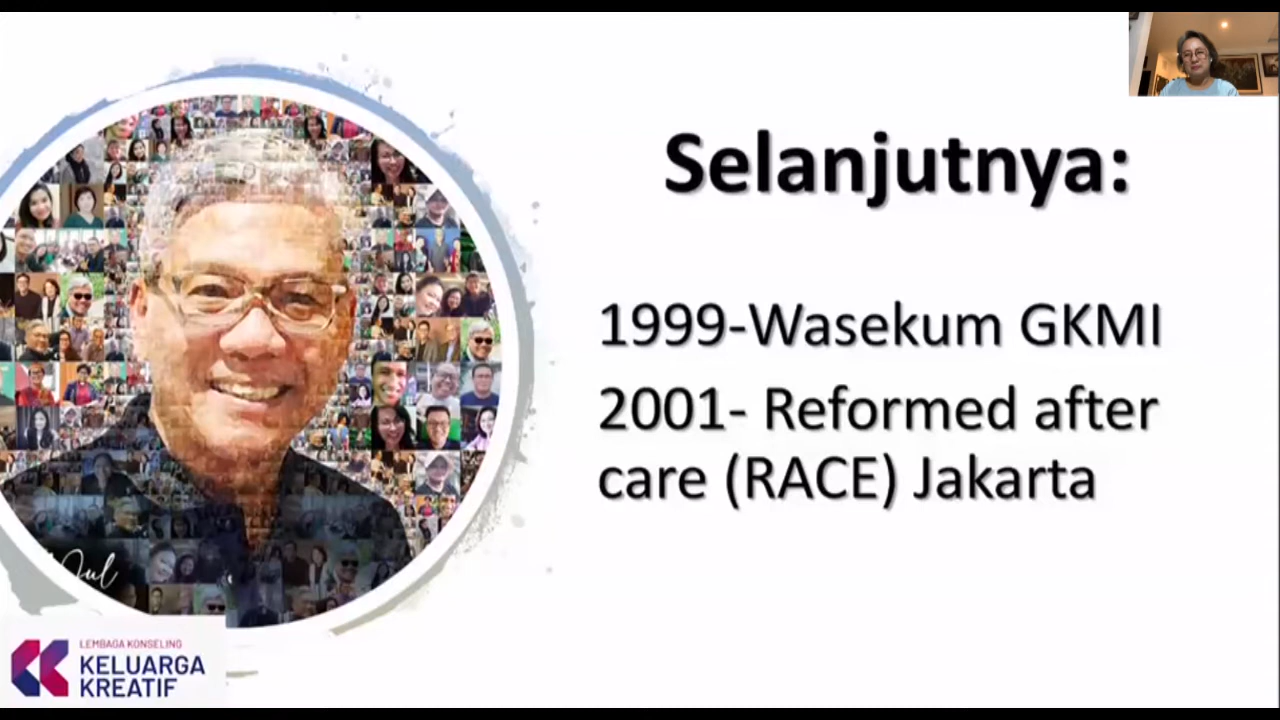 Selanjutnya:
1999-Wasekum GKMI
2001- Reformed after
care (RACE) Jakarta
LEMBAGA KONSELING
KELUARGA
KREATIF